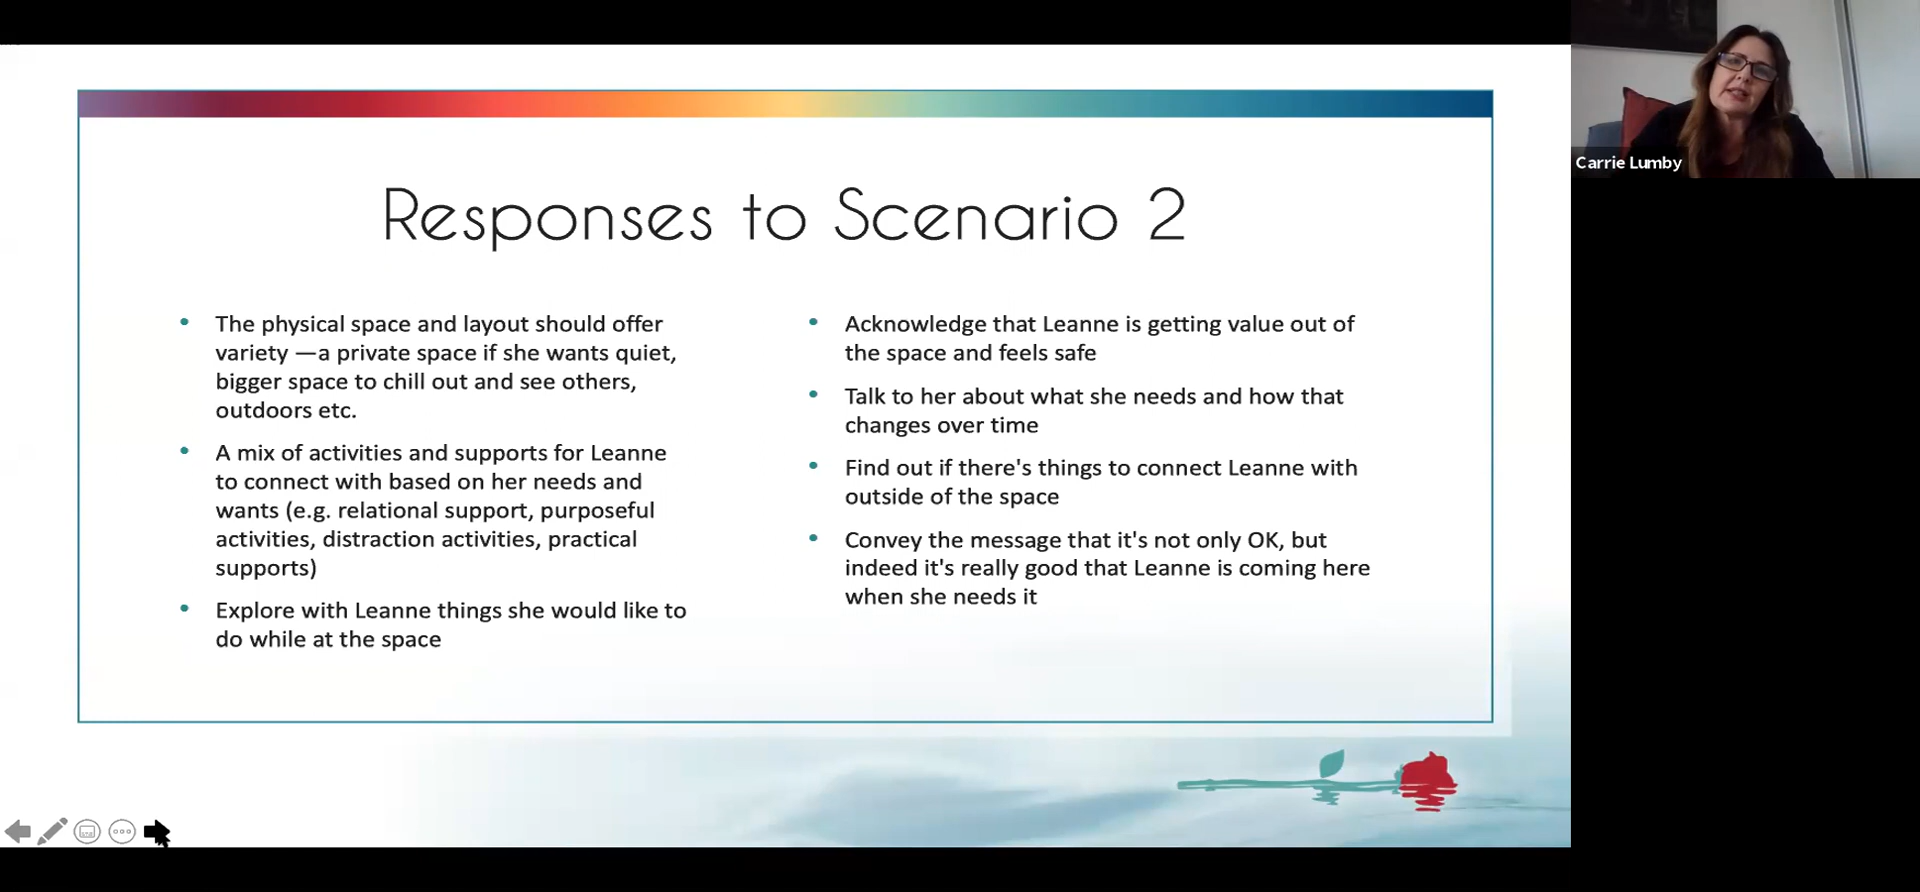 Responses to Scenario 2
• The physical space and layout should offer
variety —a private space if she wants quiet,
bigger space to chill out and see others,
outdoors etc.
• A mix of activities and supports for Leanne
to connect with based on her needs and
wants (e.g. relational support, purposeful
activities, distraction activities, practical
supports)
• Explore with Leanne things she would like to
do while at the space
• Acknowledge that Leanne is getting value out of
the space and feels safe
• Talk to her about what she needs and how that
changes over time
• Find out if there's things to connect Leanne with
outside of the space
• Convey the message that it's not only OK, but
indeed it's really good that Leanne is coming here
when she needs it
Carrie Lumby